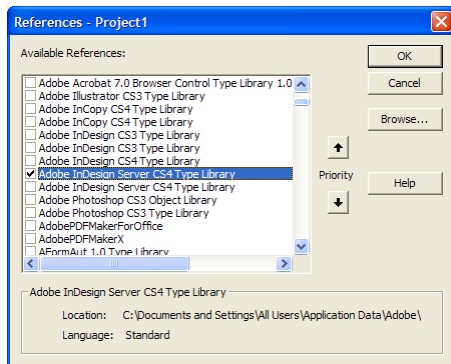 References - Project1
Available References:
Adobe Acrobat 7.0 Browser Control Type Library 1.0
Adobe Illustrator CS3 Type Library
Adobe InCopy CS4 Type Library
Adobe InCopy CS4 Type Library
Adobe InDesign CS3 Type Library
Adobe InDesign CS3 Type Library
Adobe InDesign CS4 Type Library
Adobe InDesign Server CS4 Type Library
Adobe InDesign Server CS4 Type Library
Adobe Photoshop CS3 Object Library
Adobe Photoshop CS3 Type Library
AdobePDFMakerForOffice
AdobePDFMakerX
AFormAut 1.0 Type Library
OK
Cancel
Browse...
Priority
Help
Adobe InDesign Server CS4 Type Library
Location: C:\Documents and Settings\All Users\Application Data\Adobe\
Language: Standard